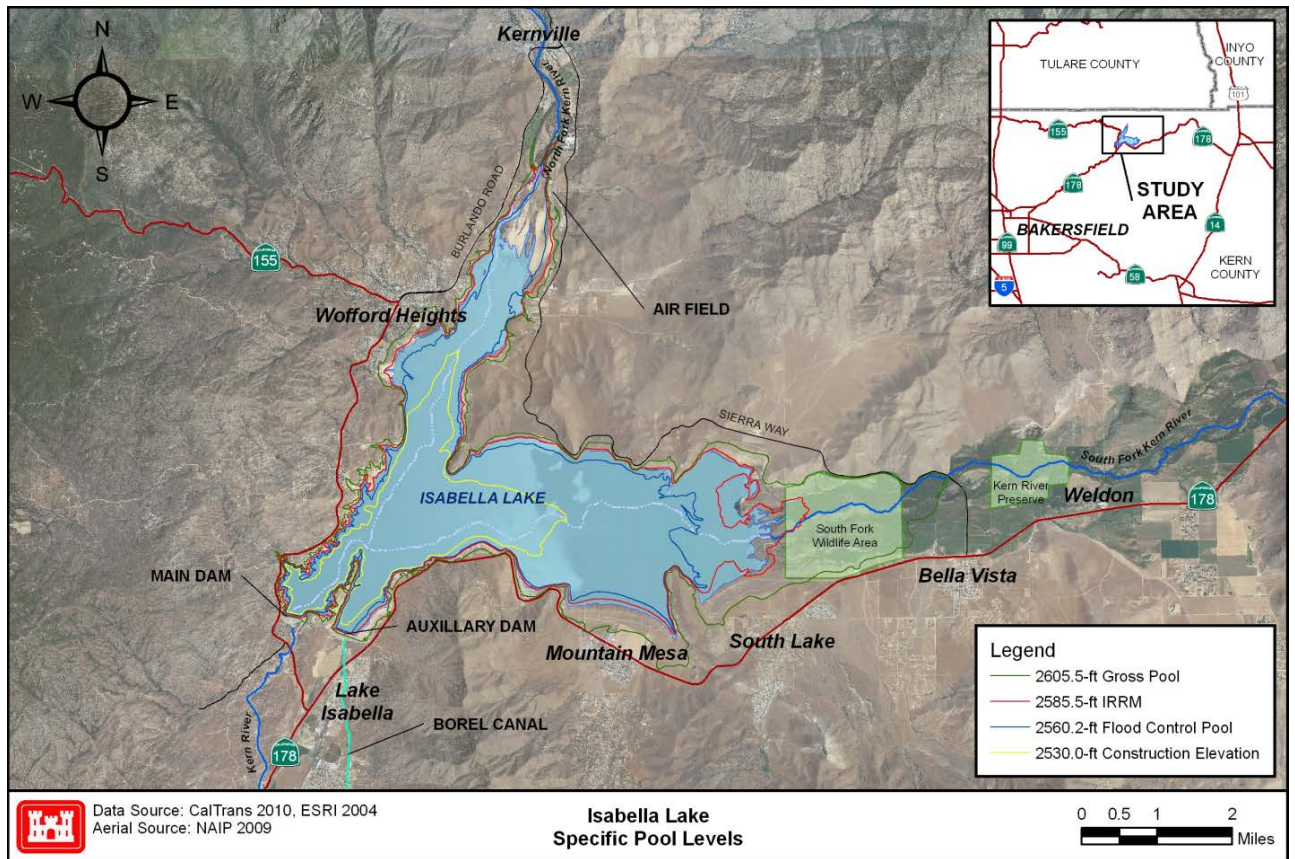 N
W
E
S
Kernville
North Fork Kern River
BURLANDO ROAD
155
Wofford Heights
AIR FIELD
SIERRA WAY
ISABELLA LAKE
South Fork Kern River
Kern River
Preserve
Weldon
178
South Fork
Wildlife Area
Bella Vista
MAIN DAM
AUXILLARY DAM
South Lake
Mountain Mesa
Lake
Isabella
BOREL CANAL
Kern River
178
TULARE COUNTY
INYO
COUNTY
101
155
178
178
STUDY
AREA
BAKERSFIELD
99
14
58
KERN
COUNTY
5
Legend
2605.5-ft Gross Pool
2585.5-ft IRRM
2560.2-ft Flood Control Pool
2530.0-ft Construction Elevation
Data Source: CalTrans 2010, ESRI 2004
Aerial Source: NAIP 2009
Isabella Lake
Specific Pool Levels
0 0.5 1 2
Miles